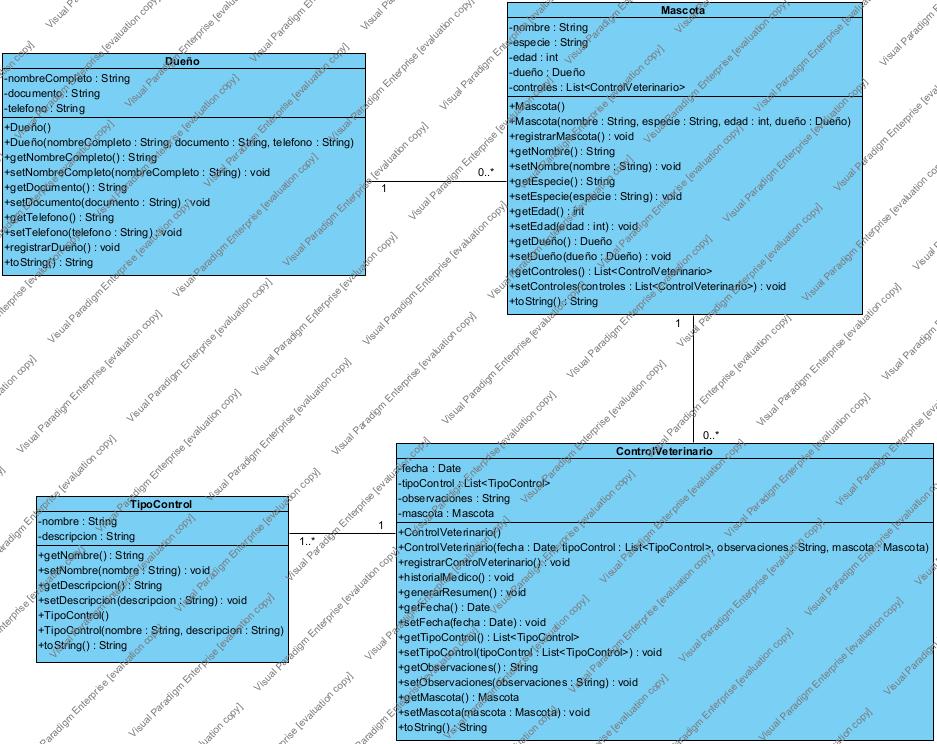 Dueño
-nombreCompleto : String
-documento : String
-telefono : String
+Dueño()
+Dueño(nombreCompleto : String, documento : String, telefono : String)
+getNombreCompleto() : String
+setNombreCompleto(nombreCompleto : String) : void
+getDocumento() : String
+setDocumento(documento : String) : void
+getTelefono() : String
+setTelefono(telefono : String) : void
+registrarDueño() : void
+toString() : String
1
0..*
Mascota
-nombre : String
-especie : String
-edad : int
-dueño : Dueño
-controles : List<ControlVeterinario>
+Mascota()
+Mascota(nombre : String, especie : String, edad : int, dueño : Dueño)
+registrarMascota() : void
+getNombre() : String
+setNombre(nombre : String) : void
+getEspecie() : String
+setEspecie(especie : String) : void
+getEdad() : int
+setEdad(edad : int) : void
+getDueño() : Dueño
+setDueño(dueño : Dueño) : void
+getControles() : List<ControlVeterinario>
+setControles(controles : List<ControlVeterinario>) : void
+toString() : String
1
0..*
TipoControl
-nombre : String
-descripcion : String
+getNombre() : String
+setNombre(nombre : String) : void
+getDescripcion() : String
+setDescripcion(descripcion : String) : void
+TipoControl()
+TipoControl(nombre : String, descripcion : String)
+toString() : String
1..*
1
ControlVeterinario
-fecha : Date
-tipoControl : List<TipoControl>
-observaciones : String
-mascota : Mascota
+ControlVeterinario()
+ControlVeterinario(fecha : Date, tipoControl : List<TipoControl>, observaciones : String, mascota : Mascota)
+registrarControlVeterinario() : void
+historialMedico() : void
+generarResumen() : void
+getFecha() : Date
+setFecha(fecha : Date) : void
+getTipoControl() : List<TipoControl>
+setTipoControl(tipoControl : List<TipoControl>) : void
+getObservaciones() : String
+setObservaciones(observaciones : String) : void
+getMascota() : Mascota
+setMascota(mascota : Mascota) : void
+toString() : String
Visual Paradigm Enterprise [evaluation copy]